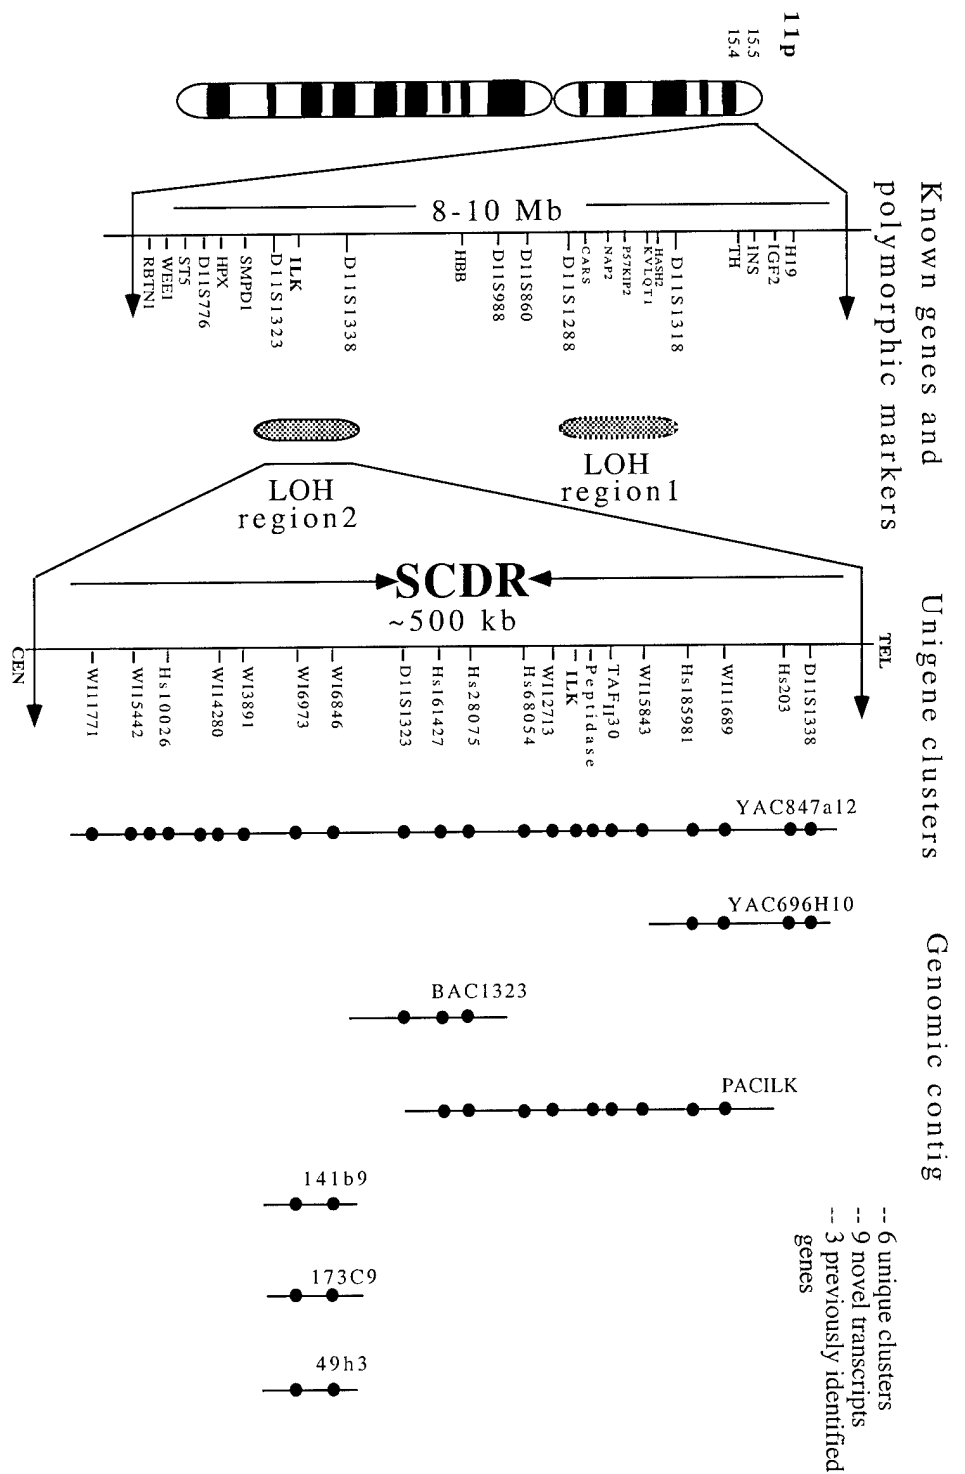 11p
15.5
15.4
Known genes and
polymorphic markers
8-10 Mb
RBTN1
WEE1
ST5
D11S776
HPX
SMPD1
D11S1323
ILK
D11S1338
HBB
D11S988
D11S860
D11S1288
CARS
NAP2
P57KIP2
KVLQT1
HASH2
D11S1318
TH
INS
IGF2
H19
LOH
region1
LOH
region2
Unigene clusters
SCDR
~500 kb
CEN
TEL
WI11771
WI15442
Hs10026
WI14280
WI3891
WI6973
WI6846
D11S1323
Hs161427
Hs28075
Hs68054
WI12713
ILK
Peptidase
TAFII30
WI15843
Hs185981
WI11689
Hs203
D11S1338
Genomic contig
YAC847a12
YAC696H10
BAC1323
PACILK
141b9
173C9
49h3
-- 6 unique clusters
-- 9 novel transcripts
-- 3 previously identified
genes